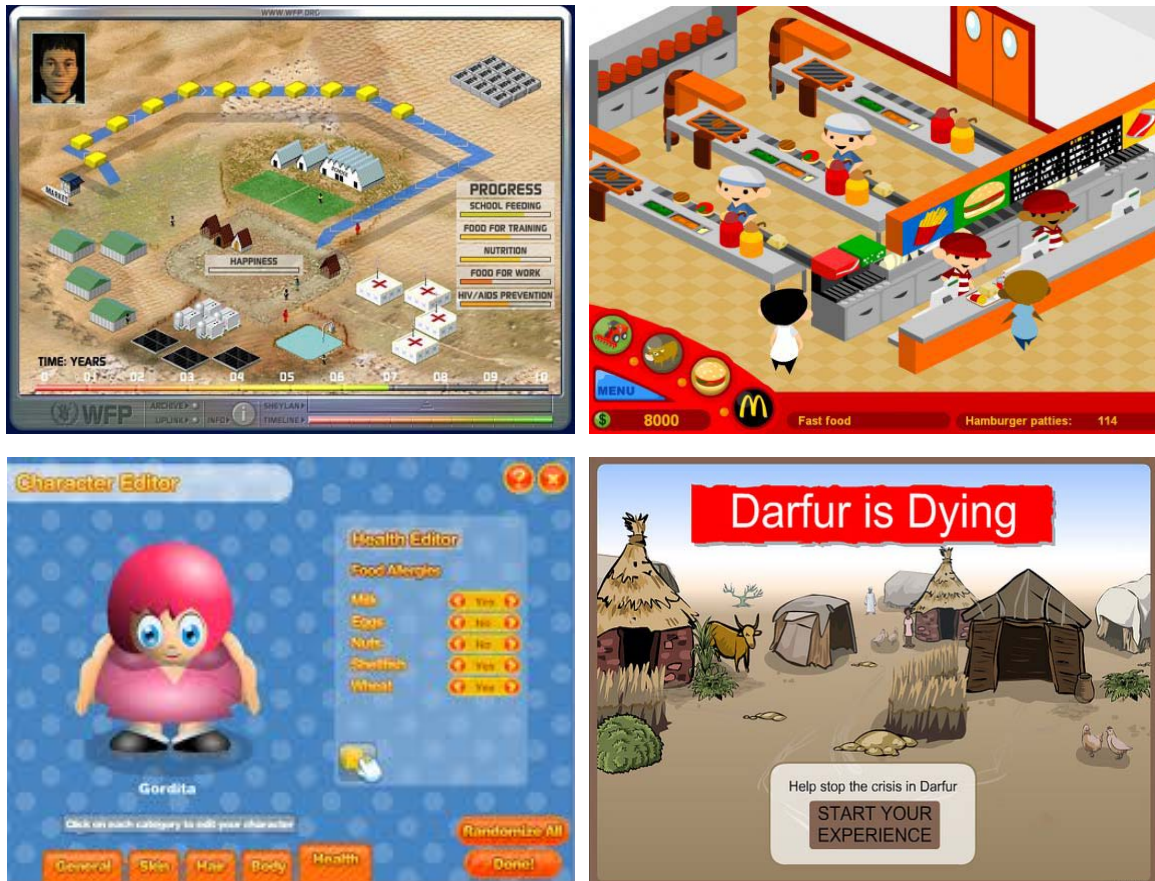 WWW.WFP.ORG
MARKET
PROGRESS
SCHOOL FEEDING
FOOD FOR TRAINING
NUTRITION
FOOD FOR WORK
HIV/AIDS PREVENTION
HAPPINESS
TIME: YEARS
0 01 02 03 04 05 06 07 08 09 10
WFP
ARCHIVE
UPLINK
INFO
i
SHEYLAN
TIMELINE
MENU
$ 8000
Fast food
Hamburger patties: 114
Character Editor
? x
Health Editor
Food Allergies
Milk Yes
Eggs No
Nuts No
Shellfish Yes
Wheat Yes
Gordita
Click on each category to edit your character
General Skin Hair Body Health
Randomize All
Done!
Darfur is Dying
Help stop the crisis in Darfur
START YOUR
EXPERIENCE